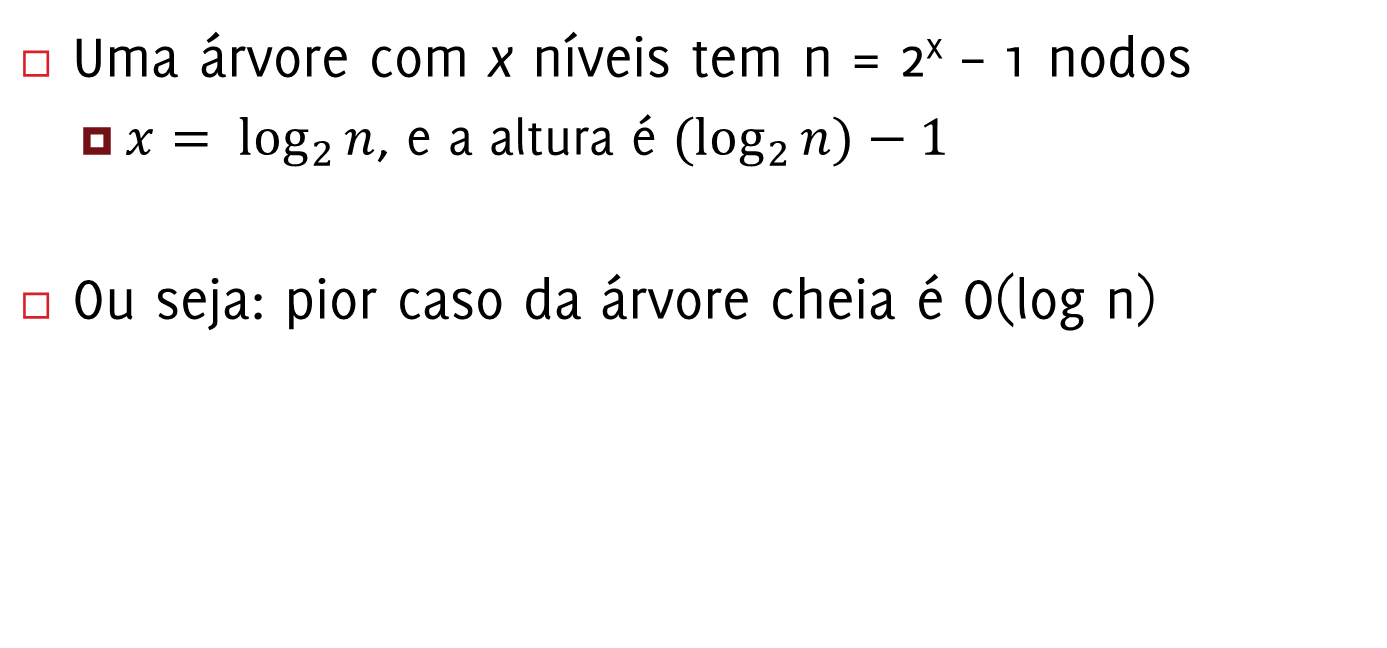 Uma árvore com x níveis tem n = 2ˣ – 1 nodos
x = log₂ n, e a altura é (log₂ n) − 1
Ou seja: pior caso da árvore cheia é O(log n)